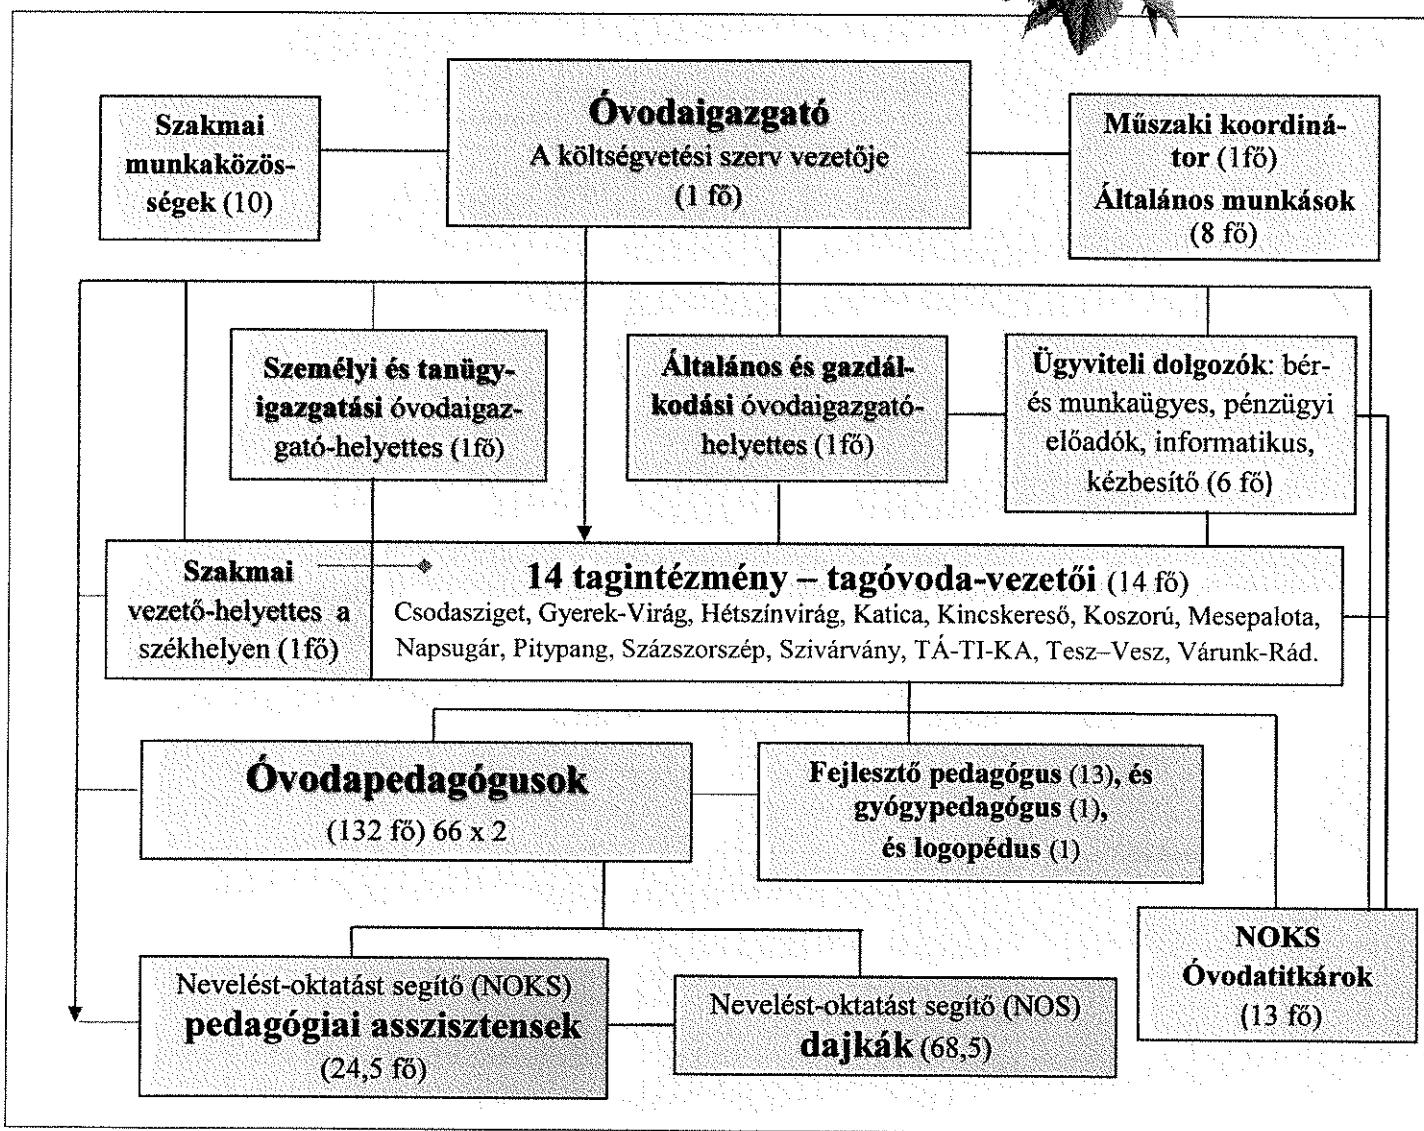 Óvodaigazgató
A költségvetési szerv vezetője
(1 fő)
Szakmai
munkaközös-
ségek (10)
Műszaki koordiná-
tor (1fő)
Általános munkások
(8 fő)
Személyi és tanügy-
igazgatási óvodaigaz-
gató-helyettes (1fő)
Általános és gazdál-
kodási óvodaigazgató-
helyettes (1fő)
Ügyviteli dolgozók: bér-
és munkaügyes, pénzügyi
előadók, informatikus,
kézbesítő (6 fő)
Szakmai
vezető-helyettes a
székhelyen (1fő)
14 tagintézmény – tagóvoda-vezetői (14 fő)
Csodasziget, Gyerek-Virág, Hétszínvirág, Katica, Kincskereső, Koszorú, Mesepalota,
Napsugár, Pitypang, Százszorszép, Szivárvány, TÁ-TI-KA, Tesz–Vesz, Várunk-Rád.
Óvodapedagógusok
(132 fő) 66 x 2
Fejlesztő pedagógus (13), és
gyógypedagógus (1),
és logopédus (1)
NOKS
Óvodatitkárok
(13 fő)
Nevelést-oktatást segítő (NOKS)
pedagógiai asszisztensek
(24,5 fő)
Nevelést-oktatást segítő (NOS)
dajkák (68,5)